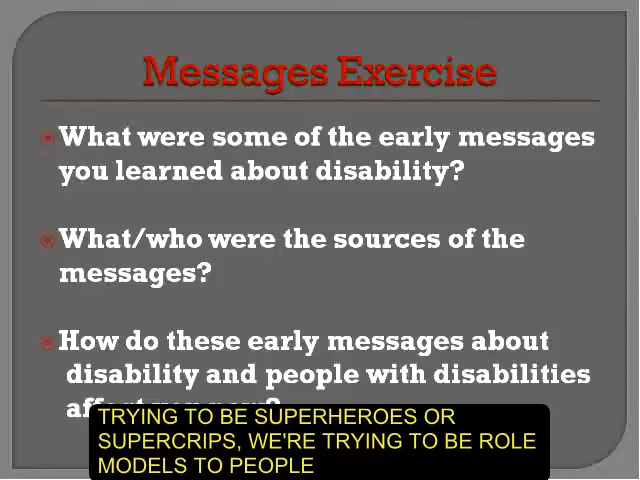 Messages Exercise
What were some of the early messages
you learned about disability?
What/who were the sources of the
messages?
How do these early messages about
disability and people with disabilities
TRYING TO BE SUPERHEROES OR
SUPERCRIPS, WE'RE TRYING TO BE ROLE
MODELS TO PEOPLE